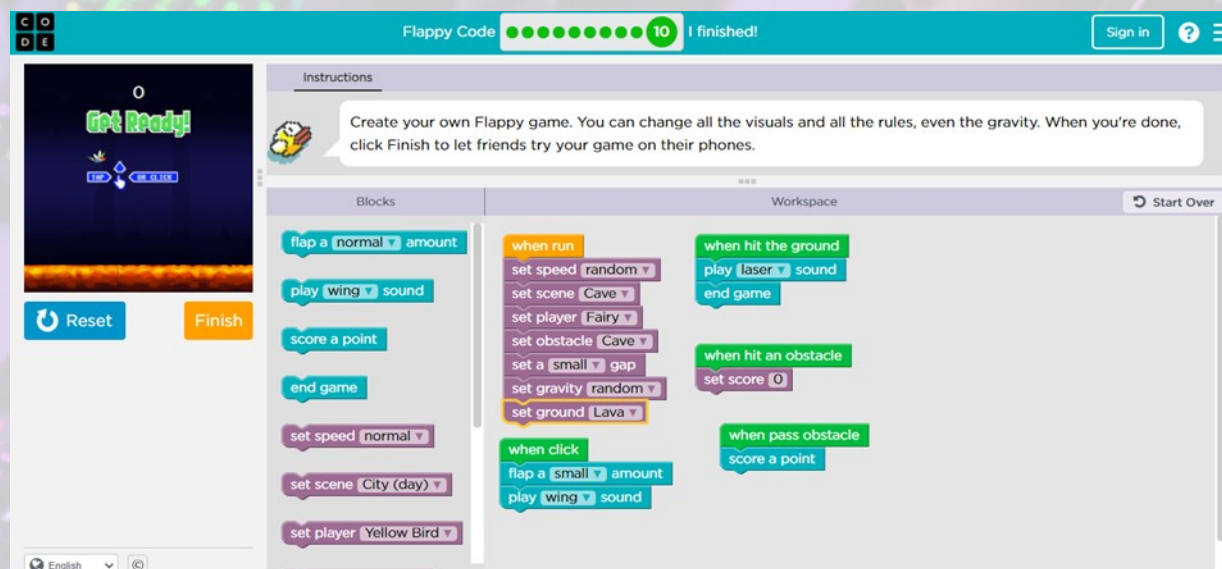 C O
D E
Flappy Code
10
I finished!
Sign in
?
0
Get Ready!
TAP OR CLICK
Reset
Finish
English
©
Instructions
Create your own Flappy game. You can change all the visuals and all the rules, even the gravity. When you're done,
click Finish to let friends try your game on their phones.
Blocks
Workspace
Start Over
flap a normal amount
play wing sound
score a point
end game
set speed normal
set scene City (day)
set player Yellow Bird
when run
set speed random
set scene Cave
set player Fairy
set obstacle Cave
set a small gap
set gravity random
set ground Lava
when click
flap a small amount
play wing sound
when hit the ground
play laser sound
end game
when hit an obstacle
set score 0
when pass obstacle
score a point